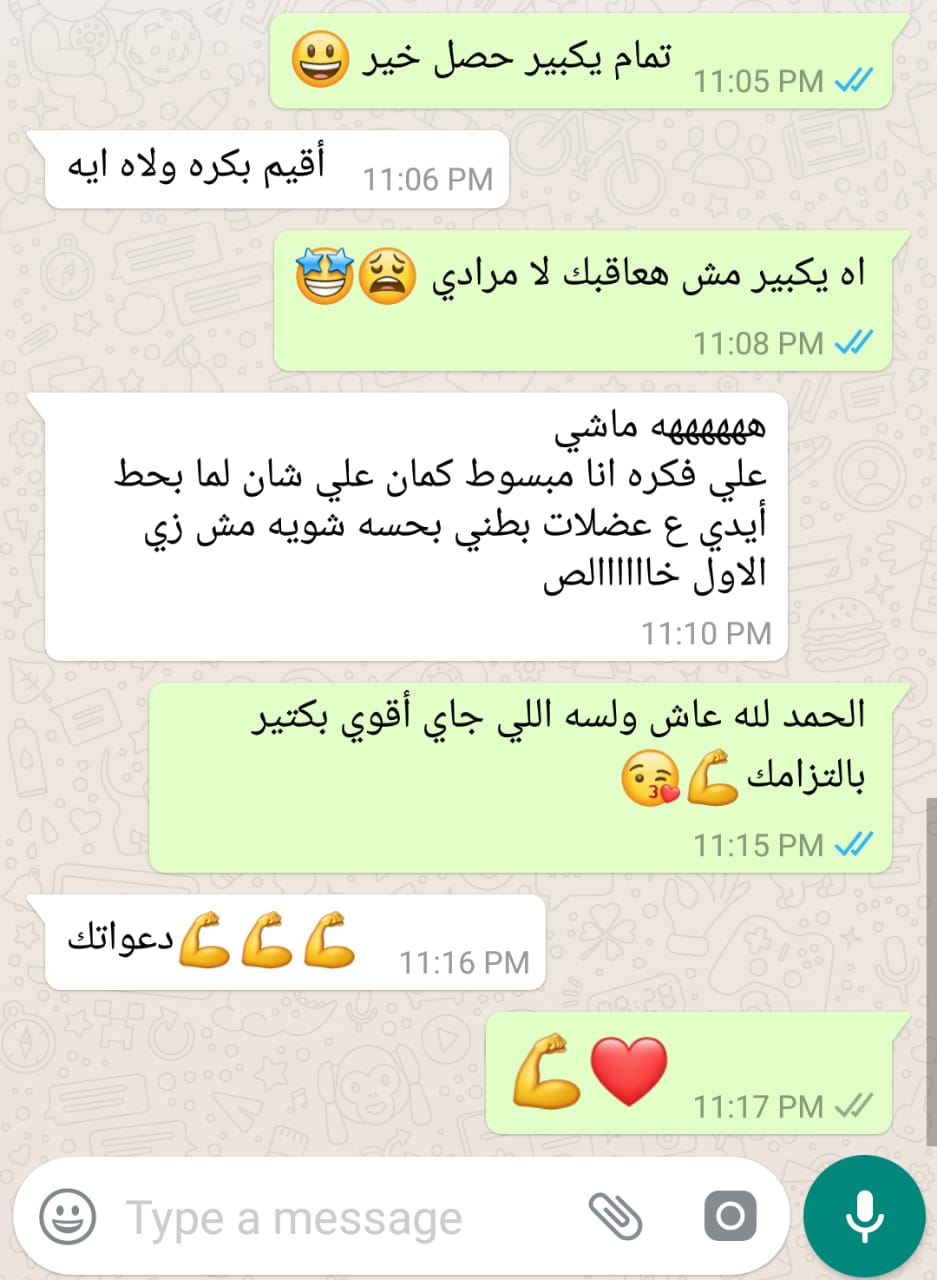 تمام يكبير حصل خير 😃
11:05 PM
أقيم بكره ولاه ايه
11:06 PM
اه يكبير مش هعاقبك لا مرادي 😩🤩
11:08 PM
هههههههه ماشي
علي فكره انا مبسوط كمان علي شان لما بحط
أيدي ع عضلات بطني بحسه شويه مش زي
الاول خااااااالص
11:10 PM
الحمد لله عاش ولسه اللي جاي أقوي بكتير
بالتزامك 💪😘
11:15 PM
دعواتك💪💪💪
11:16 PM
💪❤️
11:17 PM
Type a message